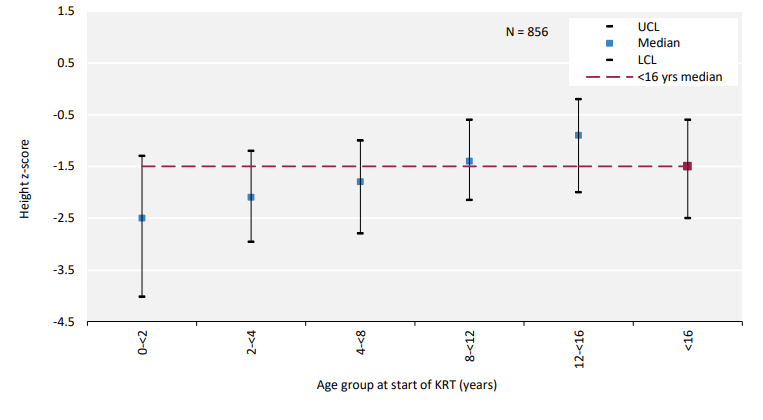 1.5
0.5
-0.5
-1.5
-2.5
-3.5
-4.5
Height z-score
N = 856
UCL
Median
LCL
<16 yrs median
0-<2
2-<4
4-<8
8-<12
12-<16
<16
Age group at start of KRT (years)